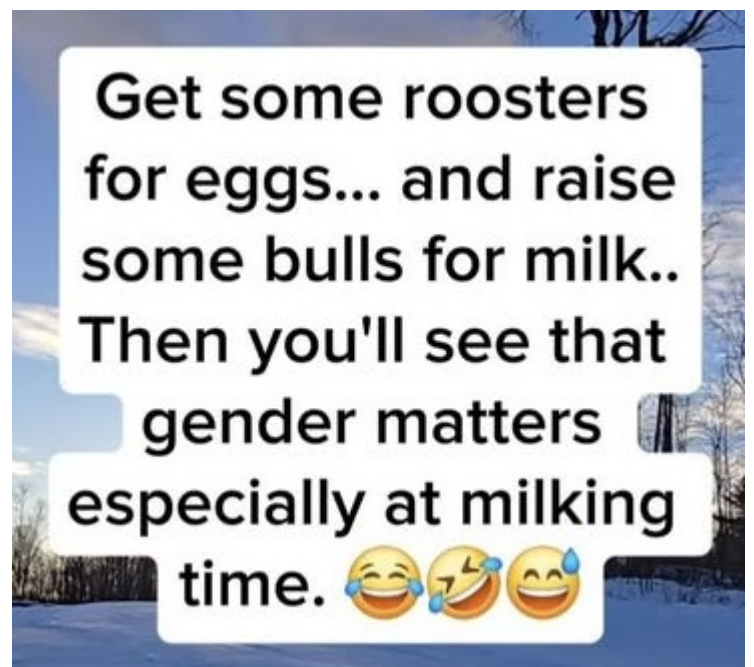 Get some roosters
for eggs... and raise
some bulls for milk..
Then you'll see that
gender matters
especially at milking
time. 😂🤣😅